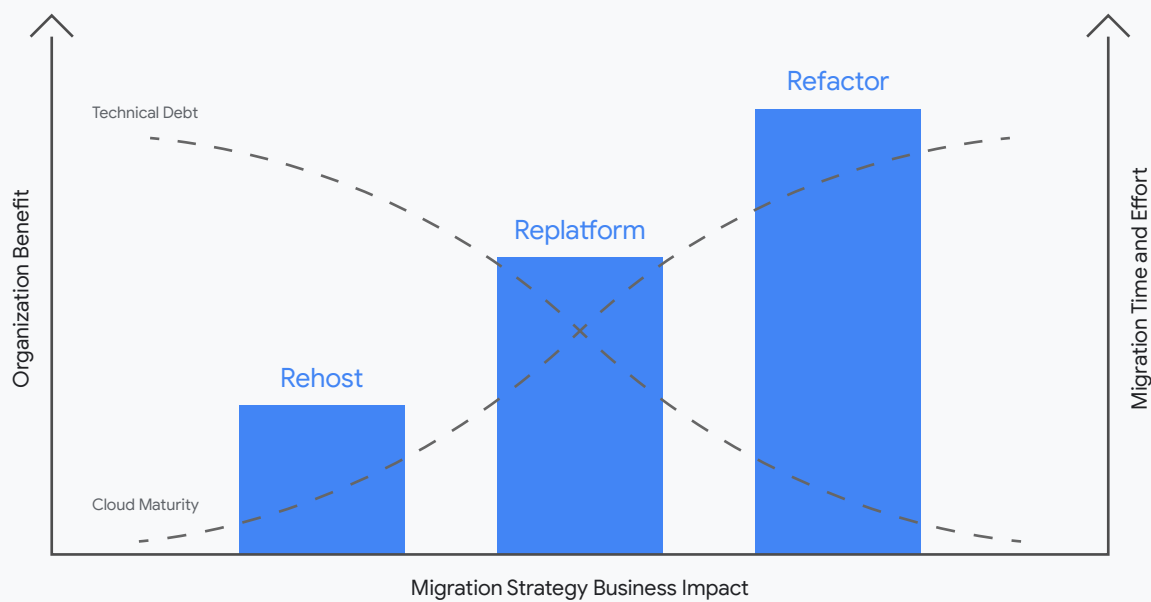 Refactor
Technical Debt
Replatform
Organization Benefit
Migration Time and Effort
Rehost
Cloud Maturity
Migration Strategy Business Impact